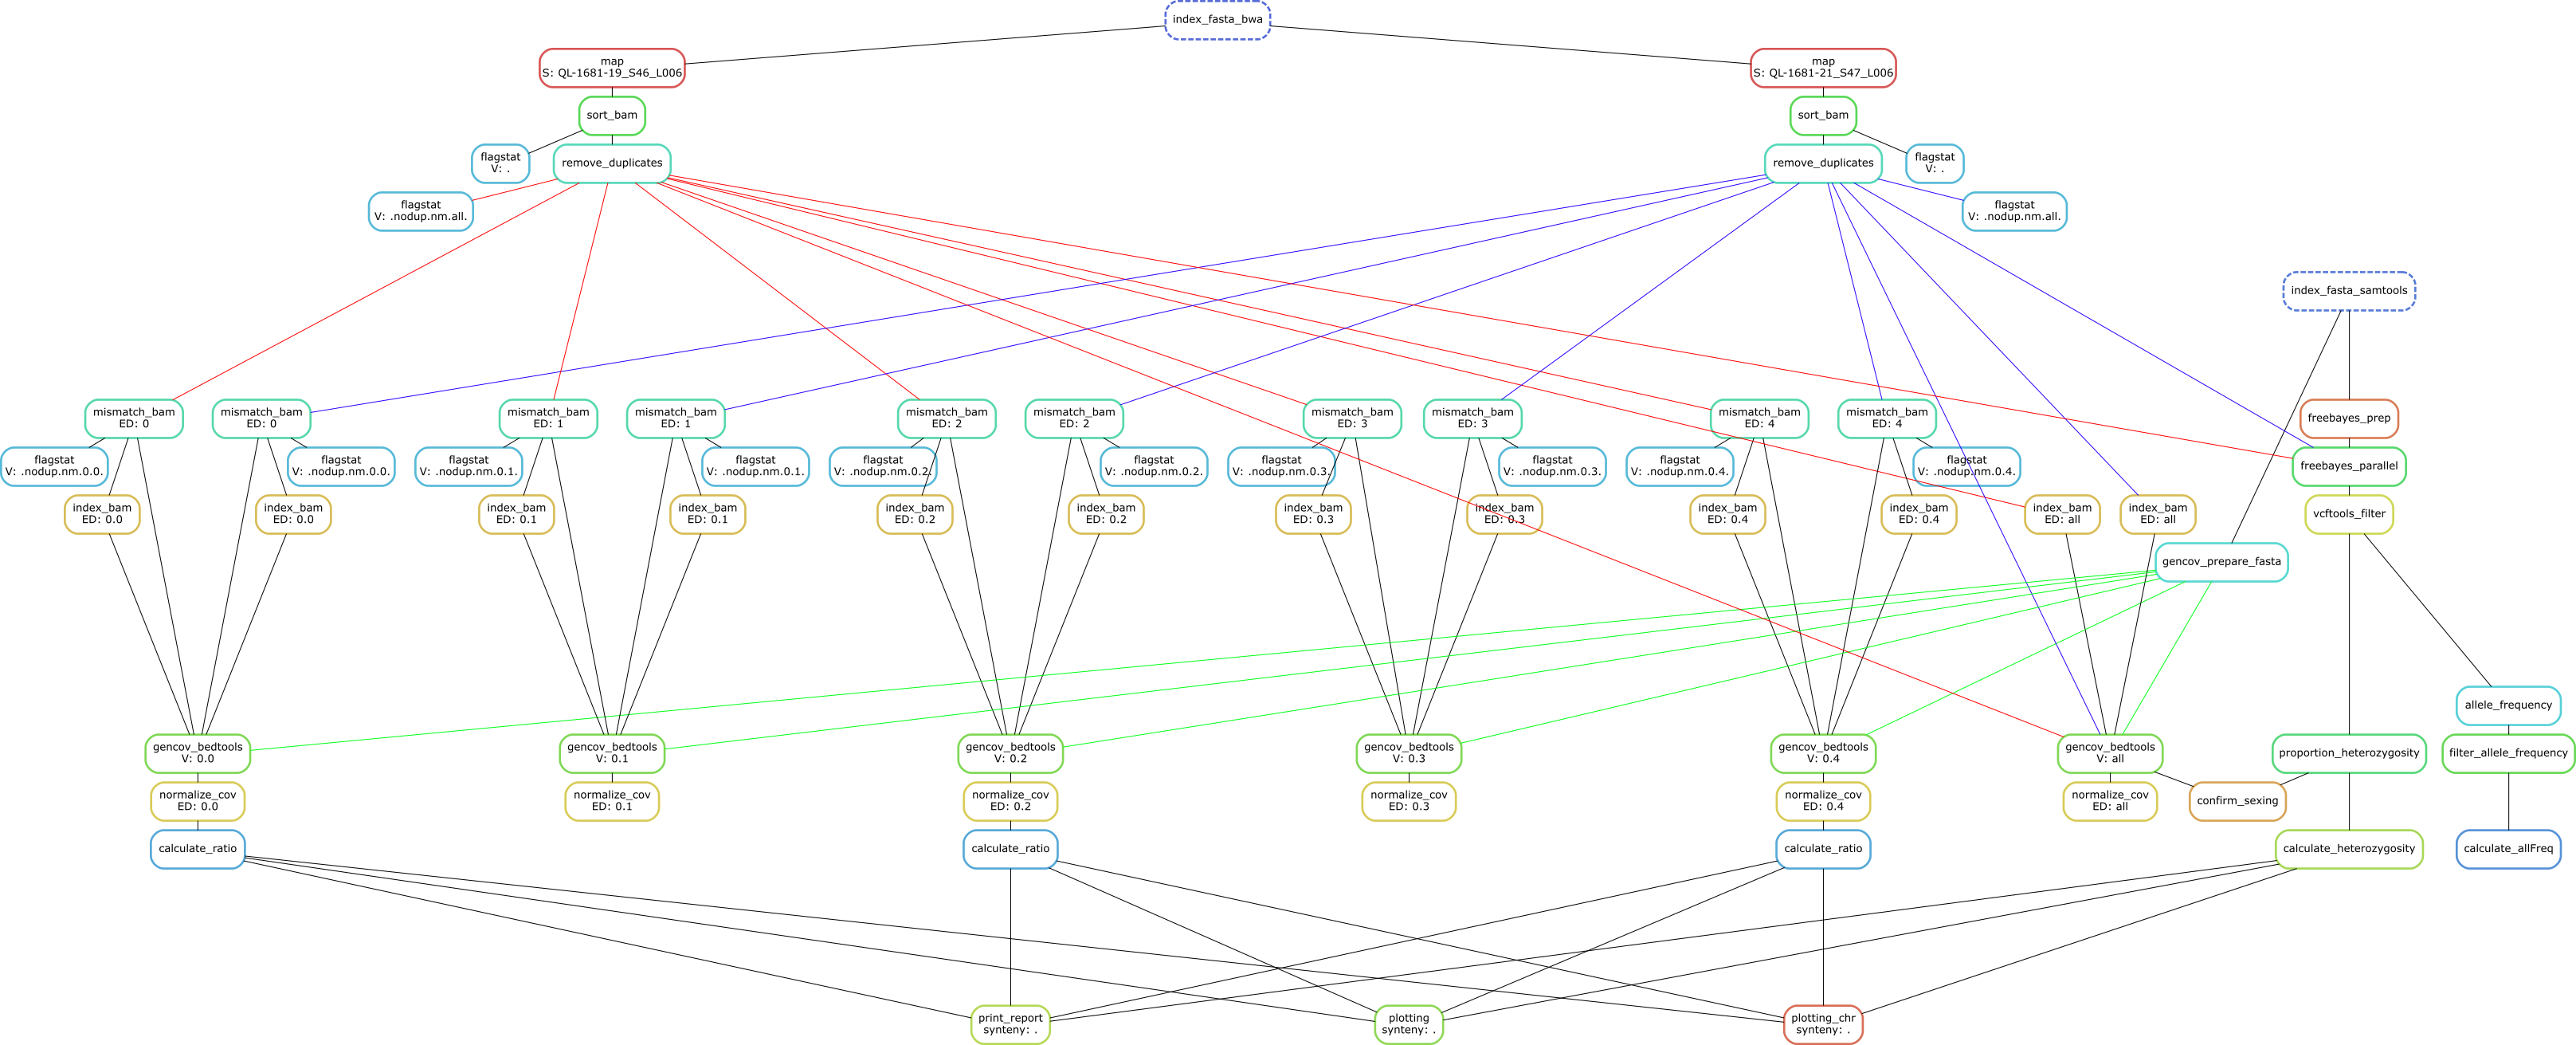 index_fasta_bwa
map
S: QL-1681-19_S46_L006
map
S: QL-1681-21_S47_L006
sort_bam
sort_bam
flagstat
V: .
remove_duplicates
remove_duplicates
flagstat
V: .
flagstat
V: .nodup.nm.all.
flagstat
V: .nodup.nm.all.
index_fasta_samtools
mismatch_bam
ED: 0
mismatch_bam
ED: 0
mismatch_bam
ED: 1
mismatch_bam
ED: 1
mismatch_bam
ED: 2
mismatch_bam
ED: 2
mismatch_bam
ED: 3
mismatch_bam
ED: 3
mismatch_bam
ED: 4
mismatch_bam
ED: 4
freebayes_prep
flagstat
V: .nodup.nm.0.0.
flagstat
V: .nodup.nm.0.0.
flagstat
V: .nodup.nm.0.1.
flagstat
V: .nodup.nm.0.1.
flagstat
V: .nodup.nm.0.2.
flagstat
V: .nodup.nm.0.2.
flagstat
V: .nodup.nm.0.3.
flagstat
V: .nodup.nm.0.3.
flagstat
V: .nodup.nm.0.4.
flagstat
V: .nodup.nm.0.4.
freebayes_parallel
index_bam
ED: 0.0
index_bam
ED: 0.0
index_bam
ED: 0.1
index_bam
ED: 0.1
index_bam
ED: 0.2
index_bam
ED: 0.2
index_bam
ED: 0.3
index_bam
ED: 0.3
index_bam
ED: 0.4
index_bam
ED: 0.4
index_bam
ED: all
index_bam
ED: all
vcftools_filter
gencov_prepare_fasta
allele_frequency
gencov_bedtools
V: 0.0
gencov_bedtools
V: 0.1
gencov_bedtools
V: 0.2
gencov_bedtools
V: 0.3
gencov_bedtools
V: 0.4
gencov_bedtools
V: all
proportion_heterozygosity
filter_allele_frequency
normalize_cov
ED: 0.0
normalize_cov
ED: 0.1
normalize_cov
ED: 0.2
normalize_cov
ED: 0.3
normalize_cov
ED: 0.4
normalize_cov
ED: all
confirm_sexing
calculate_ratio
calculate_ratio
calculate_ratio
calculate_heterozygosity
calculate_allFreq
print_report
synteny: .
plotting
synteny: .
plotting_chr
synteny: .